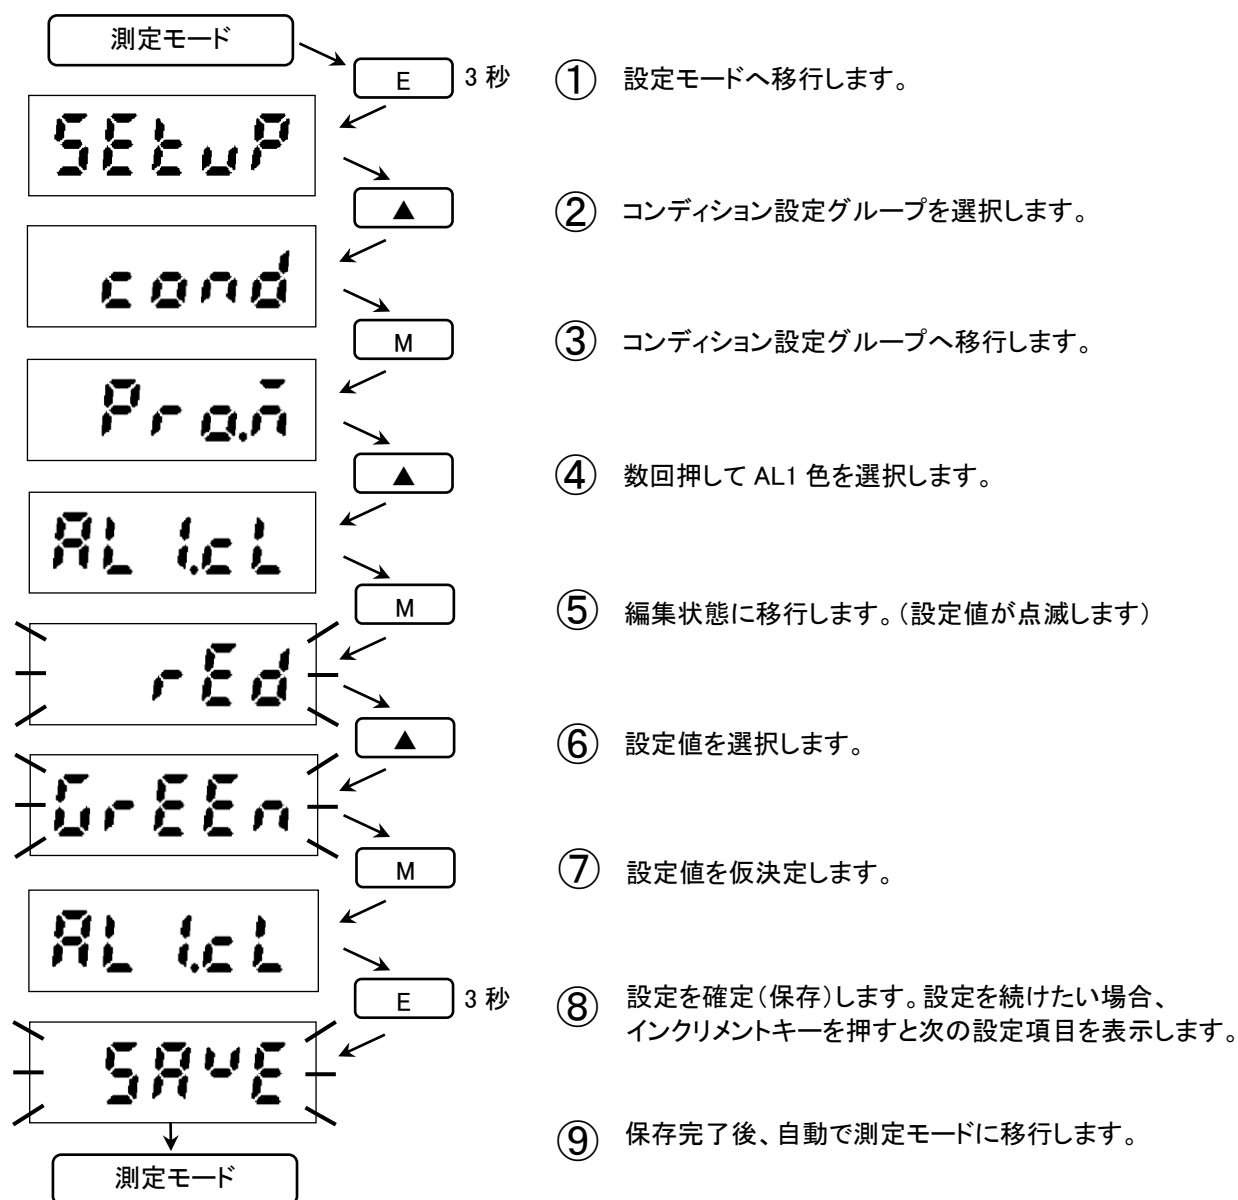 測定モード
E 3 秒 ① 設定モードへ移行します。
SEtuP
▲ ② コンディション設定グループを選択します。
cond
M ③ コンディション設定グループへ移行します。
Pro.m
▲ ④ 数回押して AL1 色を選択します。
AL 1.cL
M ⑤ 編集状態に移行します。（設定値が点滅します）
rEd
▲ ⑥ 設定値を選択します。
GrEEn
M ⑦ 設定値を仮決定します。
AL 1.cL
E 3 秒 ⑧ 設定を確定（保存）します。設定を続けたい場合、
インクリメントキーを押すと次の設定項目を表示します。
SAvE
⑨ 保存完了後、自動で測定モードに移行します。
測定モード